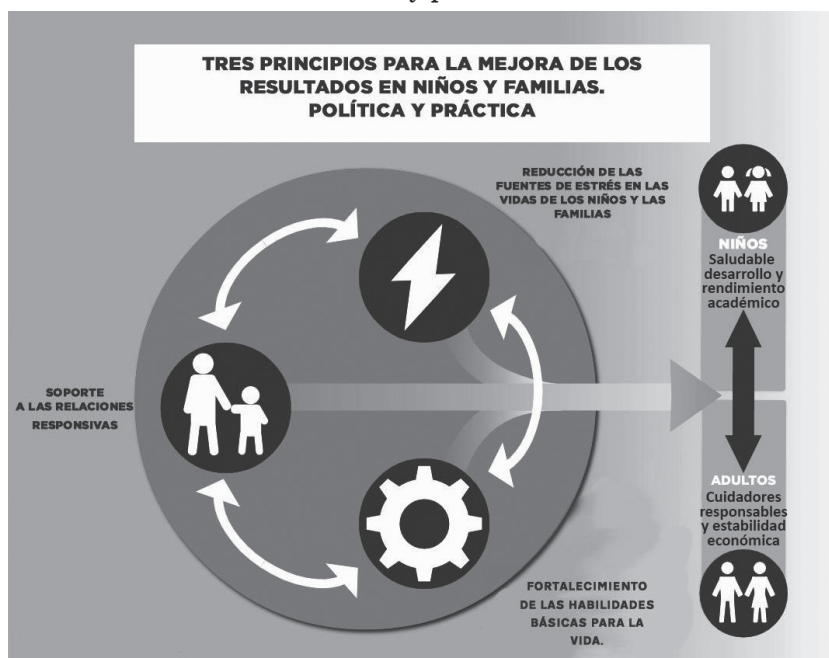 TRES PRINCIPIOS PARA LA MEJORA DE LOS
RESULTADOS EN NIÑOS Y FAMILIAS.
POLÍTICA Y PRÁCTICA
REDUCCIÓN DE LAS
FUENTES DE ESTRÉS EN LAS
VIDAS DE LOS NIÑOS Y LAS
FAMILIAS
NIÑOS
Saludable
desarrollo y
rendimiento
académico
SOPORTE
A LAS RELACIONES
RESPONSIVAS
ADULTOS
Cuidadores
responsables
y estabilidad
económica
FORTALECIMIENTO
DE LAS HABILIDADES
BÁSICAS PARA LA
VIDA.